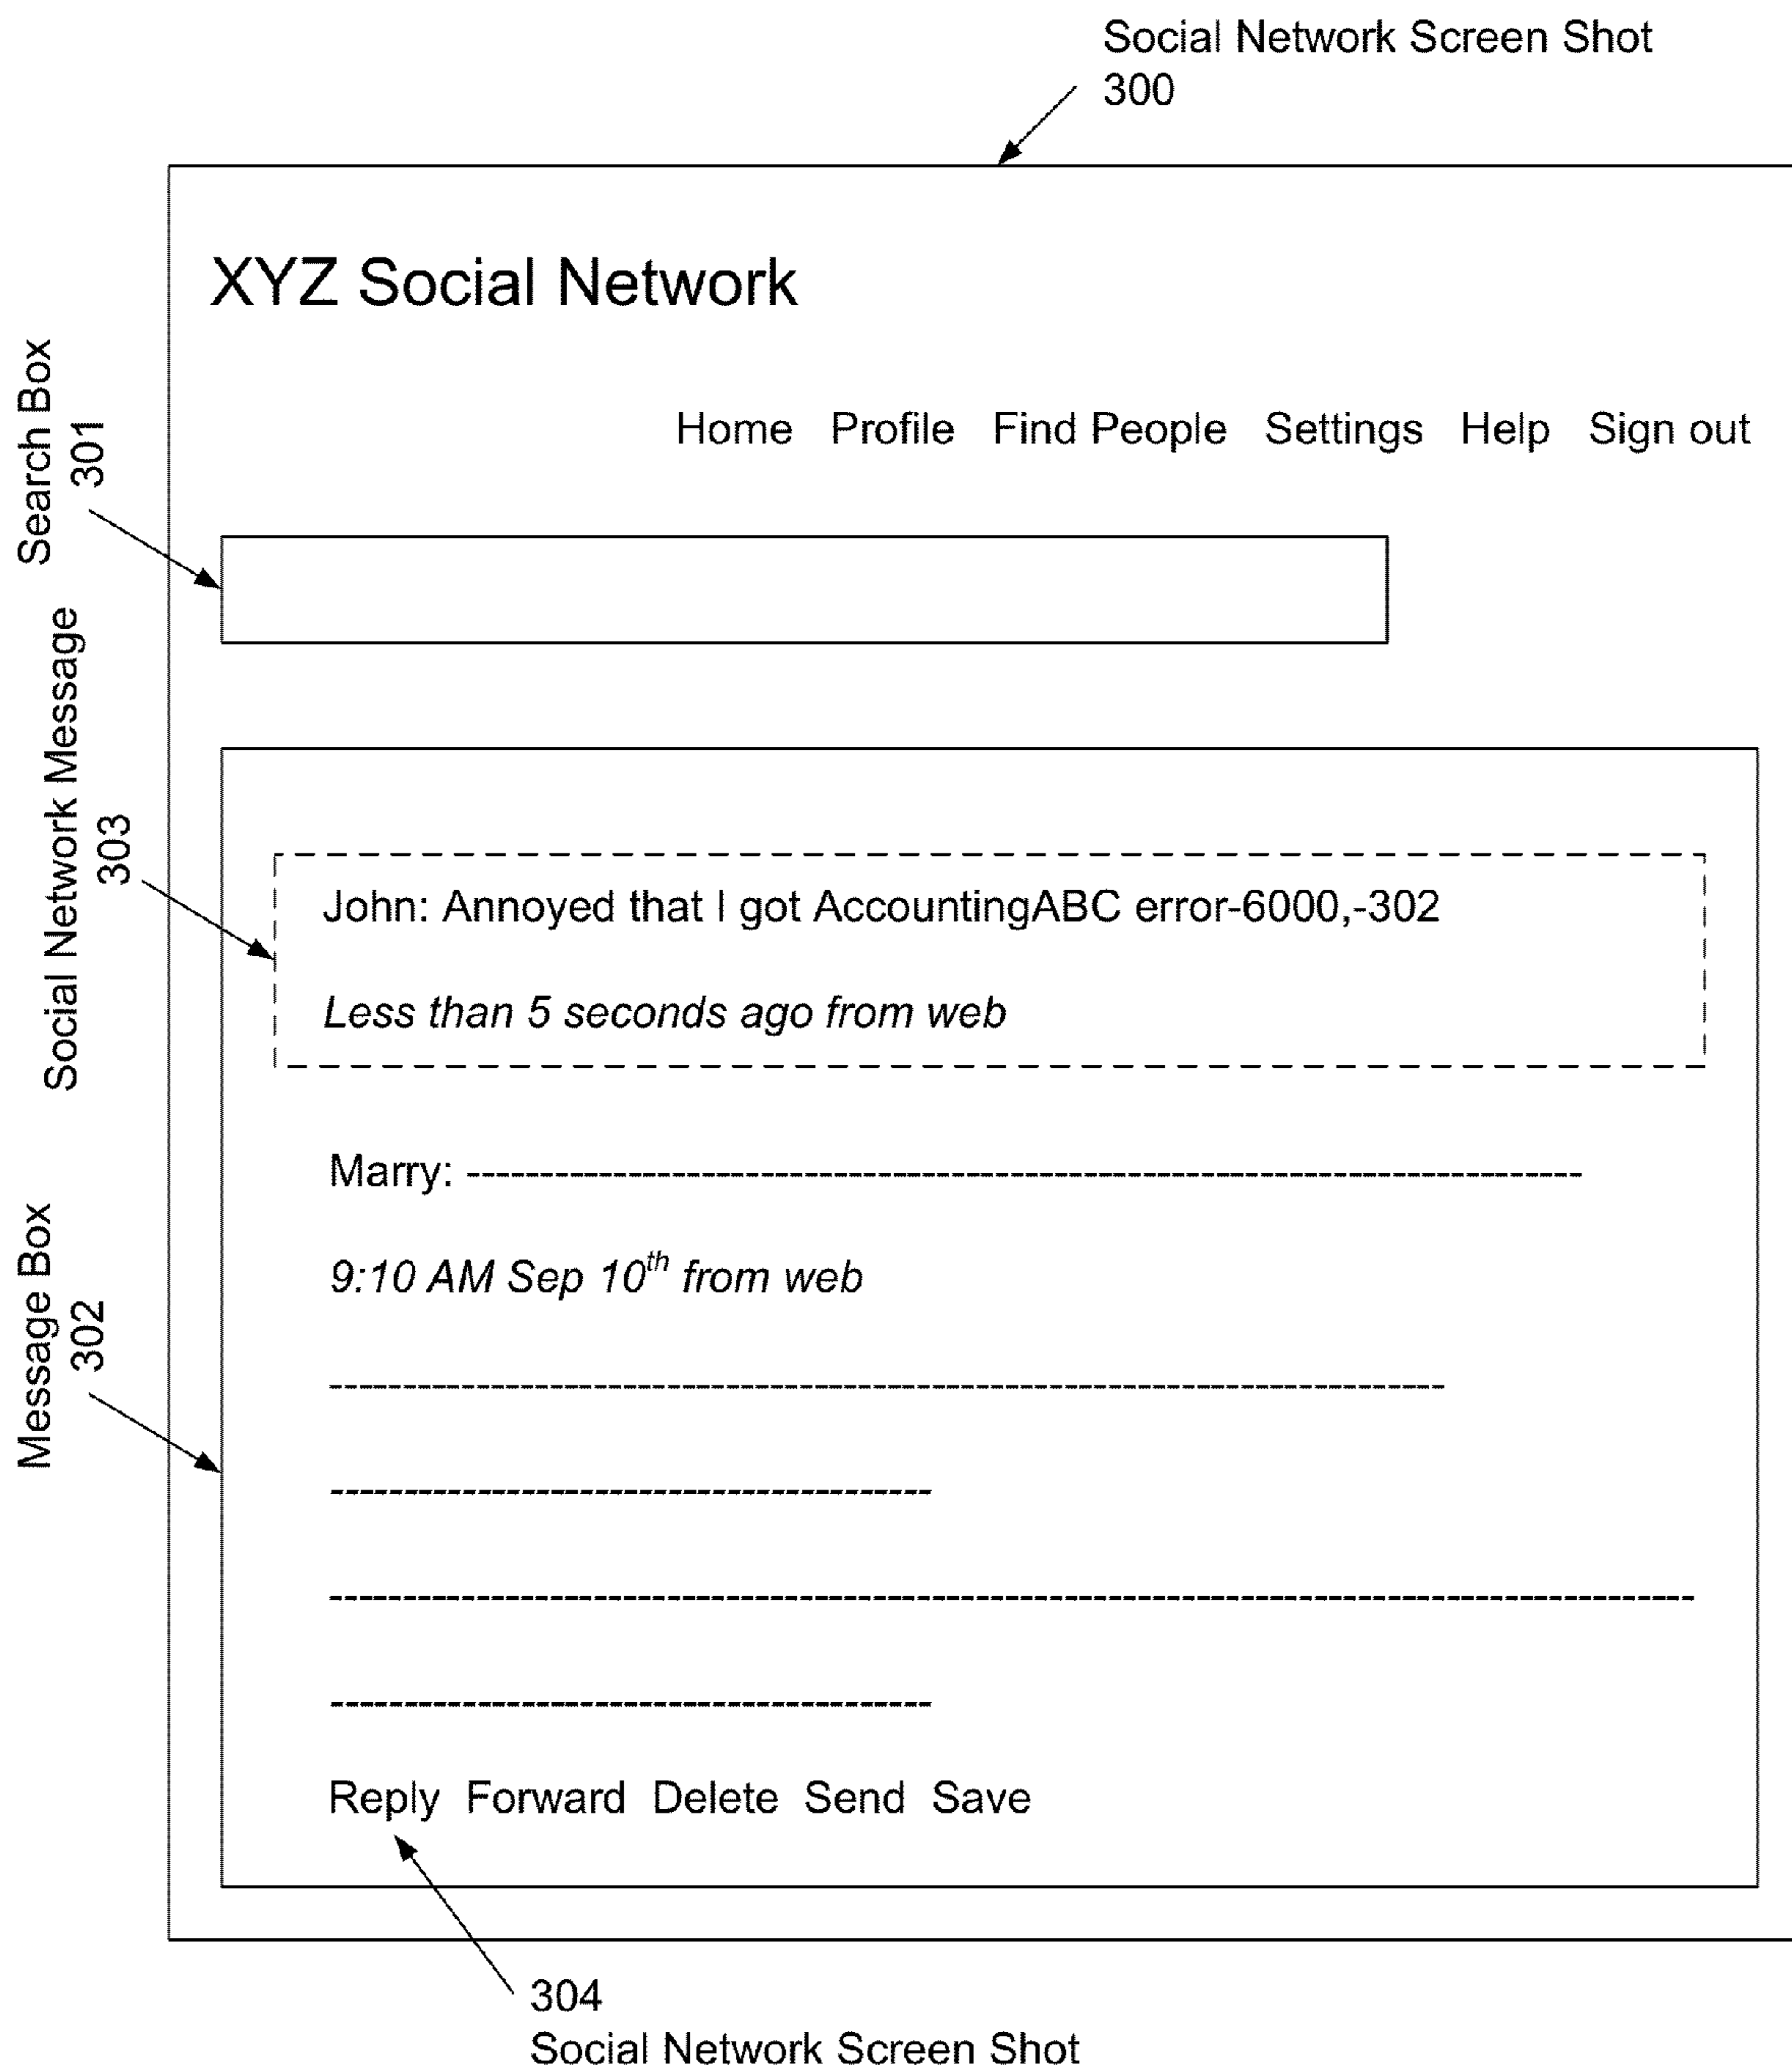 Social Network Screen Shot
300
XYZ Social Network
Home Profile Find People Settings Help Sign out
Search Box
301
Social Network Message
303
John: Annoyed that I got AccountingABC error-6000,-302
Less than 5 seconds ago from web
Marry: ----------------------------------------------------------------------------
9:10 AM Sep 10th from web
Message Box
302
Reply Forward Delete Send Save
304
Social Network Screen Shot